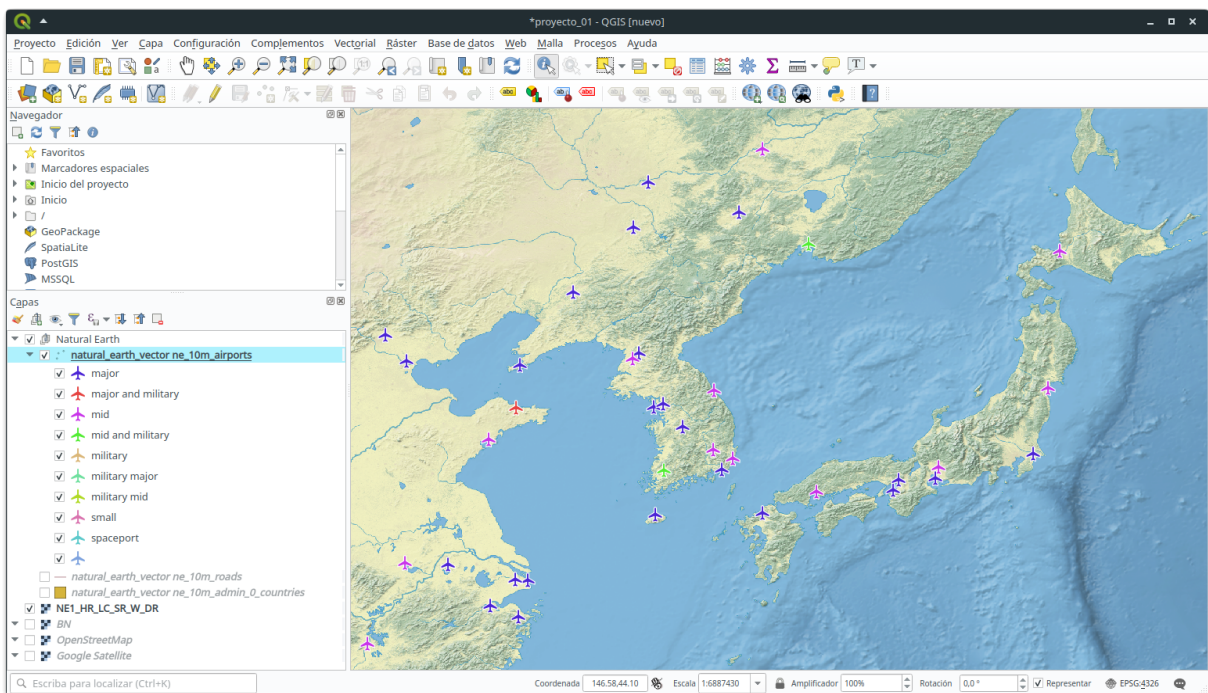 *proyecto_01 - QGIS [nuevo]
Proyecto Edición Ver Capa Configuración Complementos Vectorial Ráster Base de datos Web Malla Procesos Ayuda
Navegador
Favoritos
Marcadores espaciales
Inicio del proyecto
Inicio
/
GeoPackage
SpatiaLite
PostGIS
MSSQL
Capas
Natural Earth
natural_earth_vector ne_10m_airports
major
major and military
mid
mid and military
military
military major
military mid
small
spaceport
natural_earth_vector ne_10m_roads
natural_earth_vector ne_10m_admin_0_countries
NE1_HR_LC_SR_W_DR
BN
OpenStreetMap
Google Satellite
Escriba para localizar (Ctrl+K) Coordenada 146.58,44.10 Escala 1:6887430 Amplificador 100% Rotación 0,0 ° Representar EPSG:4326